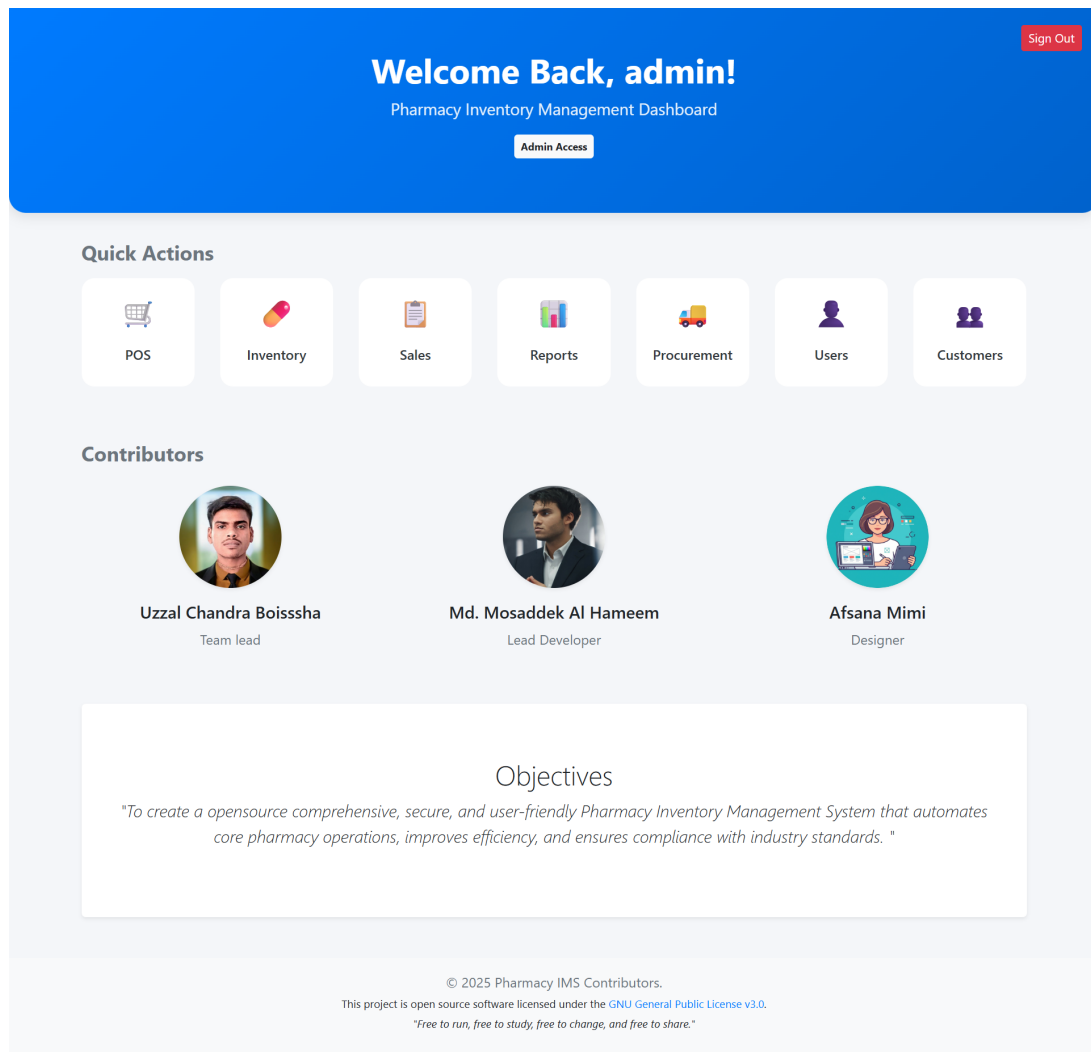 Sign Out
Welcome Back, admin!
Pharmacy Inventory Management Dashboard
Admin Access
Quick Actions
POS
Inventory
Sales
Reports
Procurement
Users
Customers
Contributors
Uzzal Chandra Boisssha
Team lead
Md. Mosaddek Al Hameem
Lead Developer
Afsana Mimi
Designer
Objectives
"To create a opensource comprehensive, secure, and user-friendly Pharmacy Inventory Management System that automates
core pharmacy operations, improves efficiency, and ensures compliance with industry standards. "
© 2025 Pharmacy IMS Contributors.
This project is open source software licensed under the GNU General Public License v3.0.
"Free to run, free to study, free to change, and free to share."